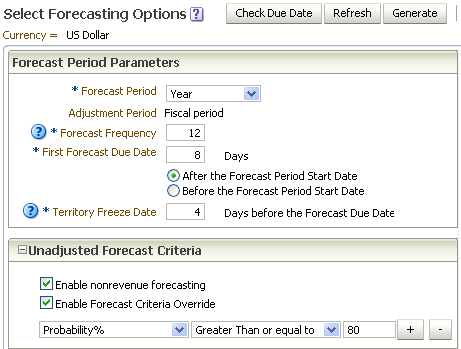 Select Forecasting Options ? Check Due Date Refresh Generate
Currency = US Dollar
Forecast Period Parameters
* Forecast Period Year
Adjustment Period Fiscal period
? * Forecast Frequency 12
* First Forecast Due Date 8 Days
After the Forecast Period Start Date
Before the Forecast Period Start Date
? * Territory Freeze Date 4 Days before the Forecast Due Date
Unadjusted Forecast Criteria
Enable nonrevenue forecasting
Enable Forecast Criteria Override
Probability% Greater Than or equal to 80 + -